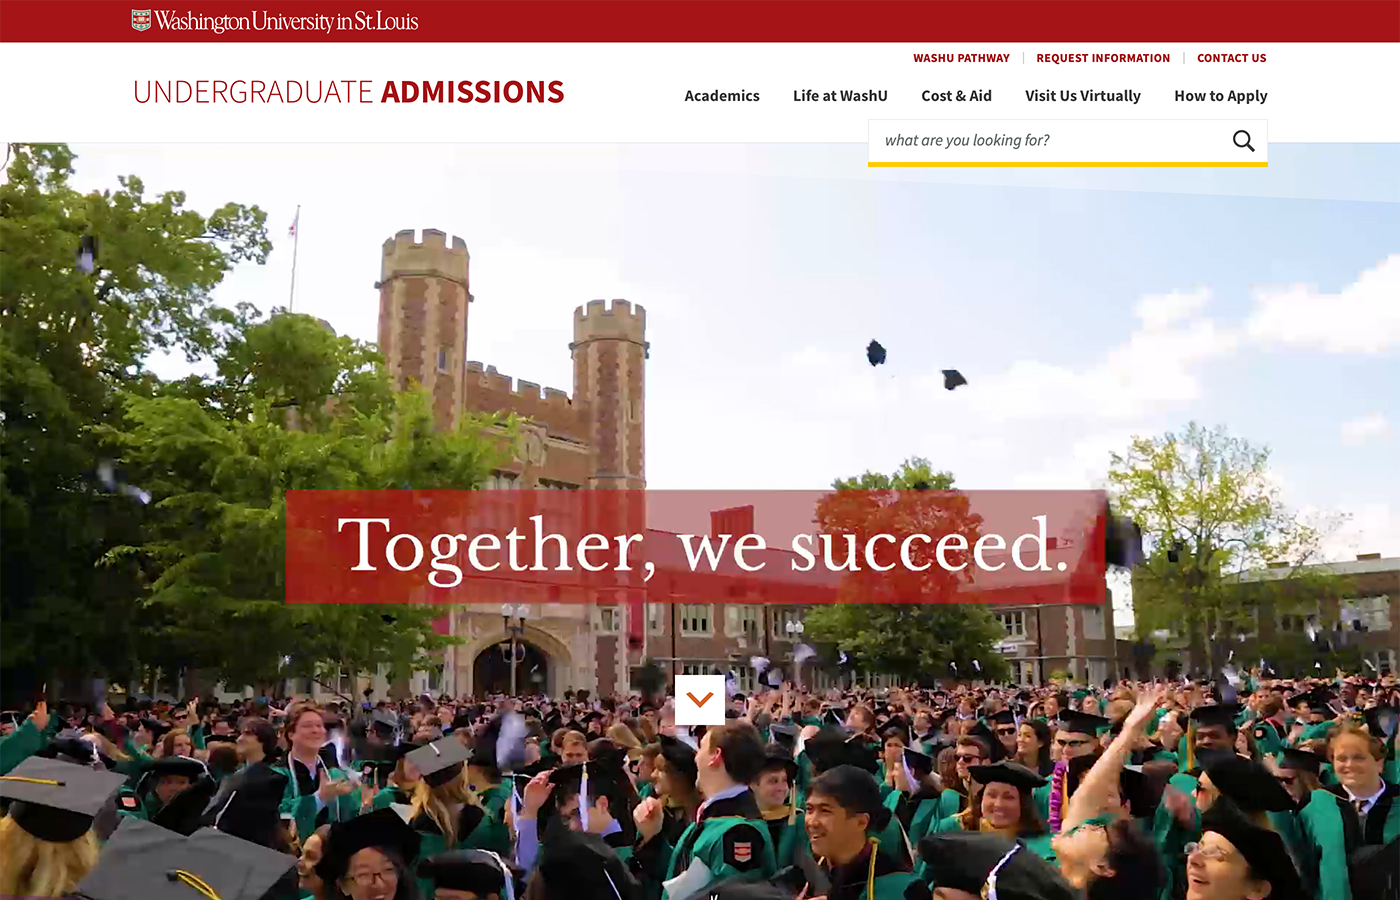 Washington University in St. Louis
WASHU PATHWAY
REQUEST INFORMATION
CONTACT US
UNDERGRADUATE ADMISSIONS
Academics
Life at WashU
Cost & Aid
Visit Us Virtually
How to Apply
what are you looking for?
Together, we succeed.